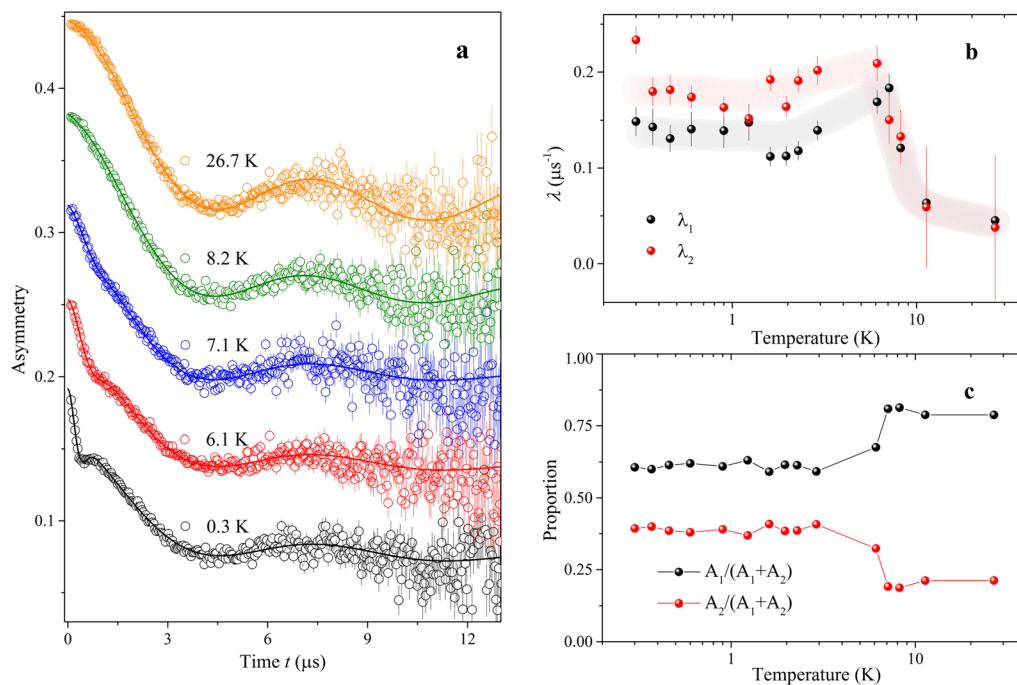 a
0.4
0.3
0.2
0.1
Asymmetry
26.7 K
8.2 K
7.1 K
6.1 K
0.3 K
0
3
6
9
12
Time t (μs)
b
0.2
0.1
0.0
λ (μs⁻¹)
λ₁
λ₂
1
10
Temperature (K)
c
1.00
0.75
0.50
0.25
0.00
Proportion
A₁/(A₁+A₂)
A₂/(A₁+A₂)
1
10
Temperature (K)